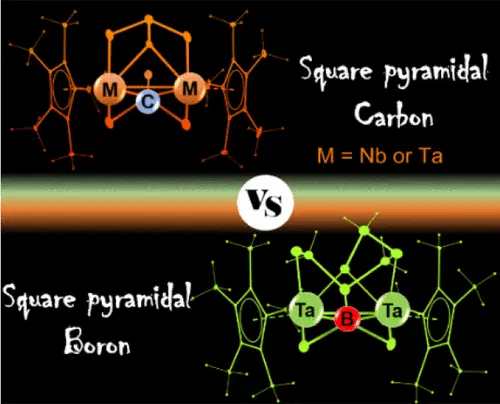 M
C
M
Square pyramidal
Carbon
M = Nb or Ta
VS
Square pyramidal
Boron
Ta
B
Ta